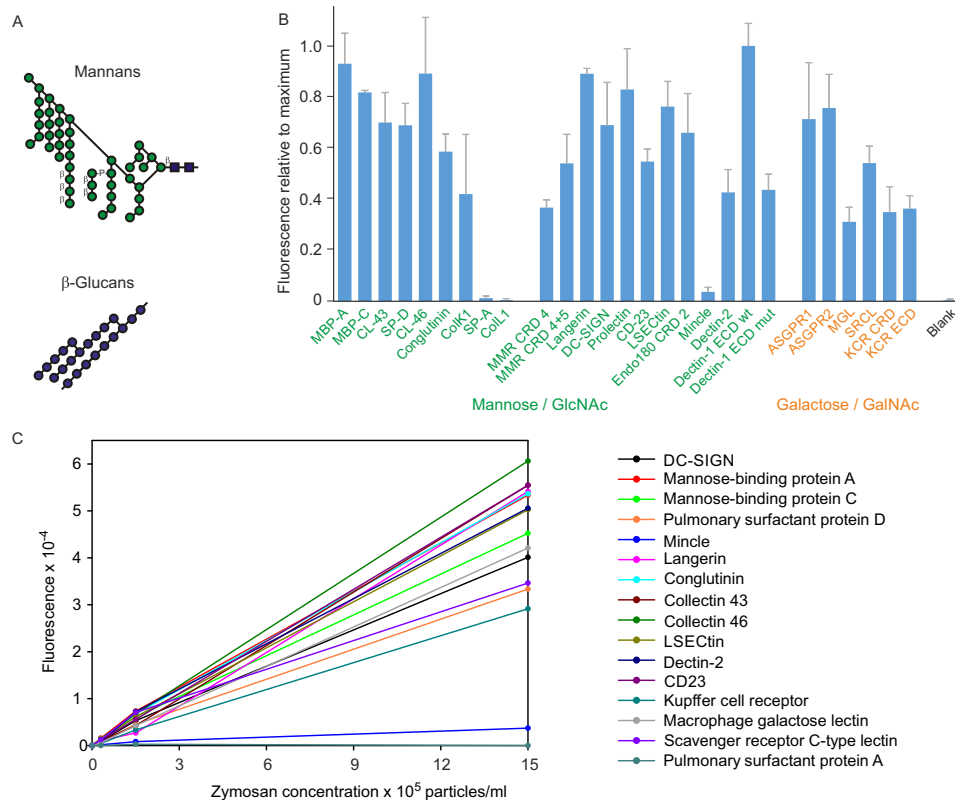 A
Mannans
β
P
β
β
β
β
β
β-Glucans
B
Fluorescence relative to maximum
1.0
0.8
0.6
0.4
0.2
0
MBP-A
MBP-C
CL-43
SP-D
CL-46
Conglutinin
ColK1
SP-A
ColL1
MMR CRD 4
MMR CRD 4+5
Langerin
DC-SIGN
Prolectin
CD-23
LSECtin
Endo180 CRD 2
Mincle
Dectin-2
Dectin-1 ECD wt
Dectin-1 ECD mut
ASGPR1
ASGPR2
MGL
SRCL
KCR CRD
KCR ECD
Blank
Mannose / GlcNAc
Galactose / GalNAc
C
Fluorescence x 10-4
6
5
4
3
2
1
0
0
3
6
9
12
15
Zymosan concentration x 105 particles/ml
DC-SIGN
Mannose-binding protein A
Mannose-binding protein C
Pulmonary surfactant protein D
Mincle
Langerin
Conglutinin
Collectin 43
Collectin 46
LSECtin
Dectin-2
CD23
Kupffer cell receptor
Macrophage galactose lectin
Scavenger receptor C-type lectin
Pulmonary surfactant protein A